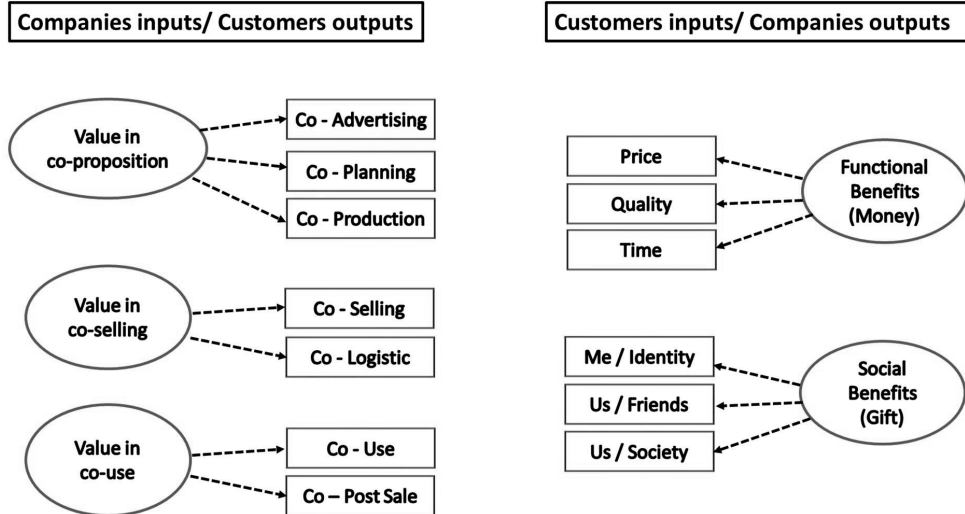 Companies inputs/ Customers outputs
Value in
co-proposition
Co - Advertising
Co - Planning
Co - Production
Value in
co-selling
Co - Selling
Co - Logistic
Value in
co-use
Co - Use
Co – Post Sale
Customers inputs/ Companies outputs
Price
Quality
Time
Functional
Benefits
(Money)
Me / Identity
Us / Friends
Us / Society
Social
Benefits
(Gift)